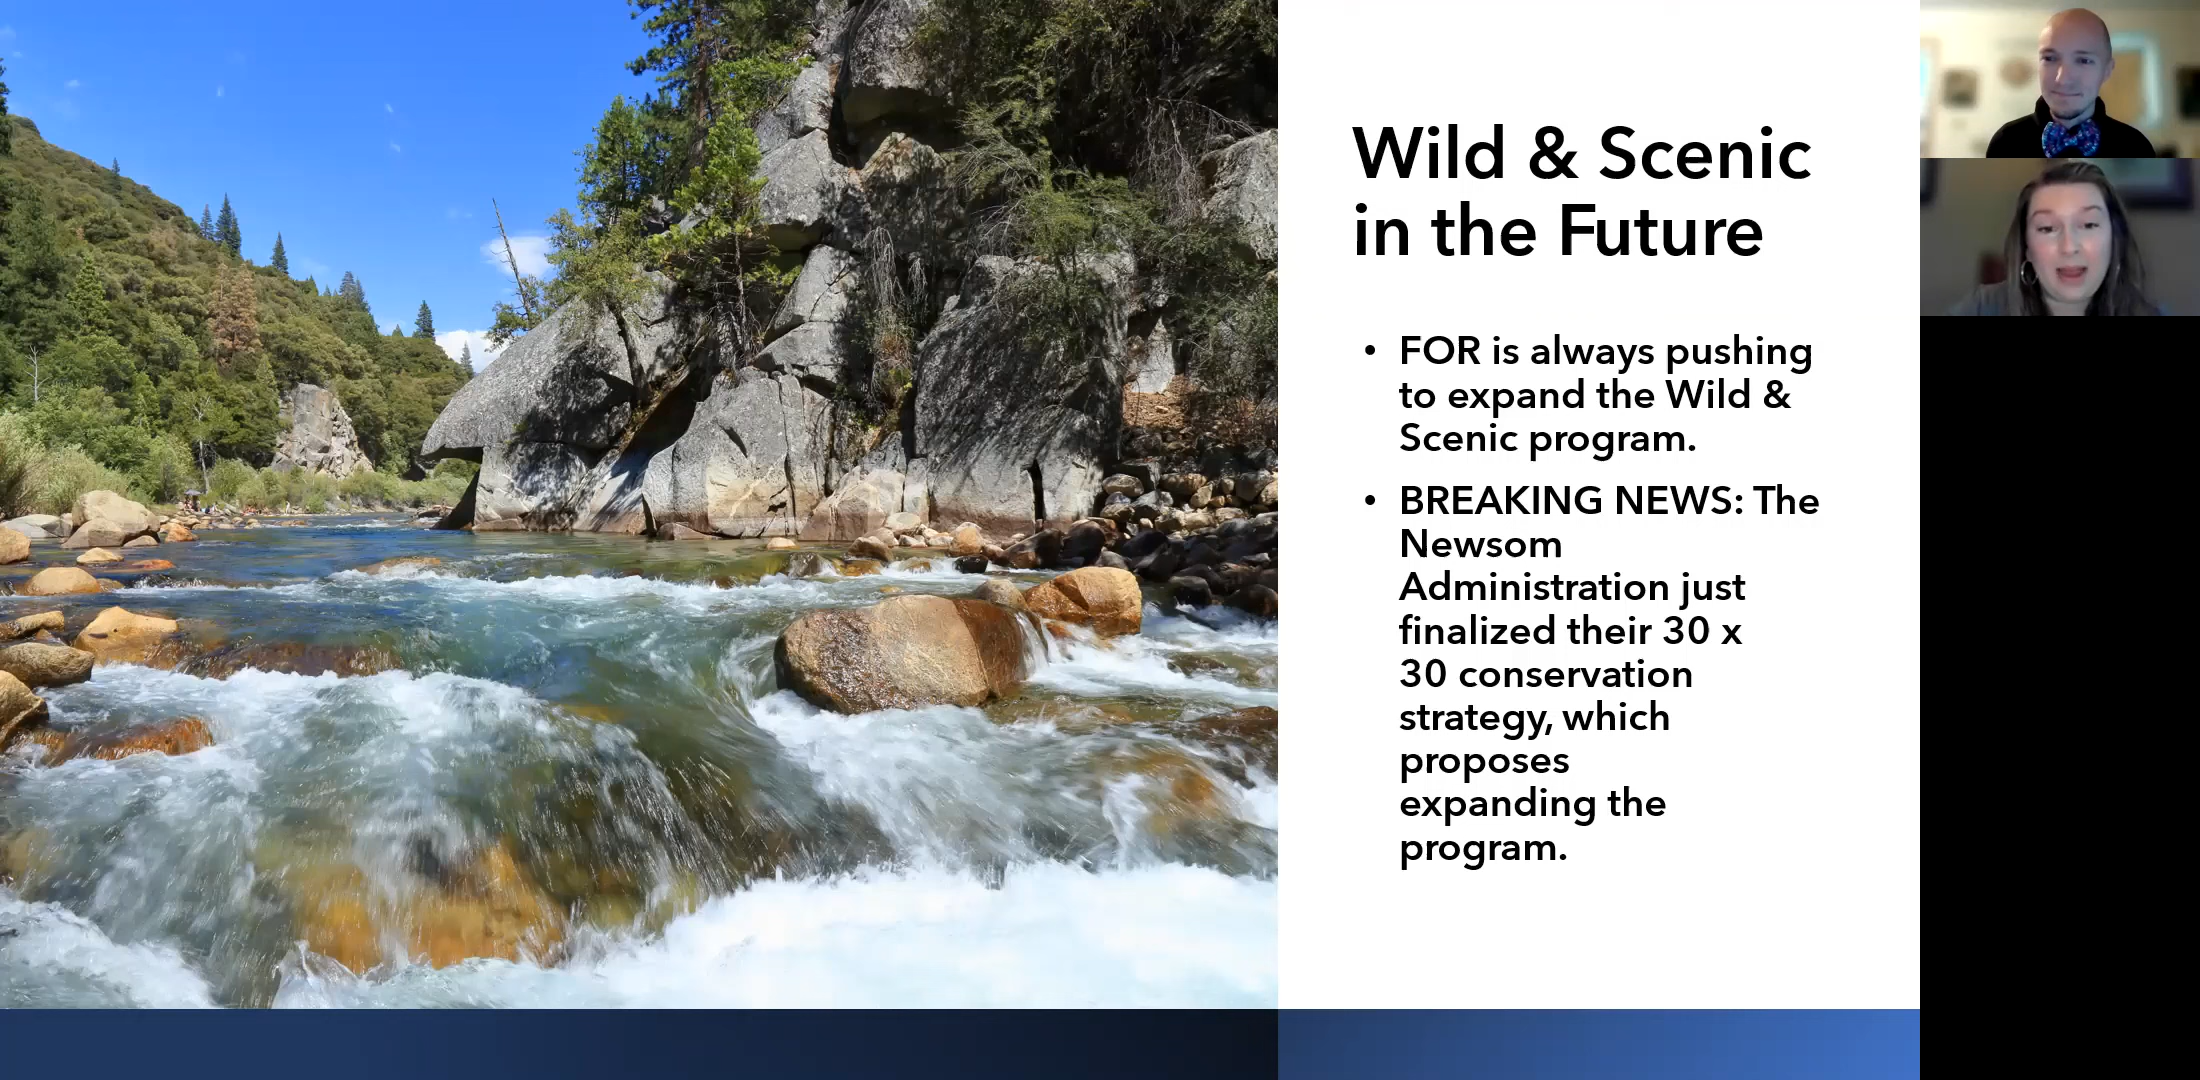 Wild & Scenic
in the Future
• FOR is always pushing
to expand the Wild &
Scenic program.
• BREAKING NEWS: The
Newsom
Administration just
finalized their 30 x
30 conservation
strategy, which
proposes
expanding the
program.